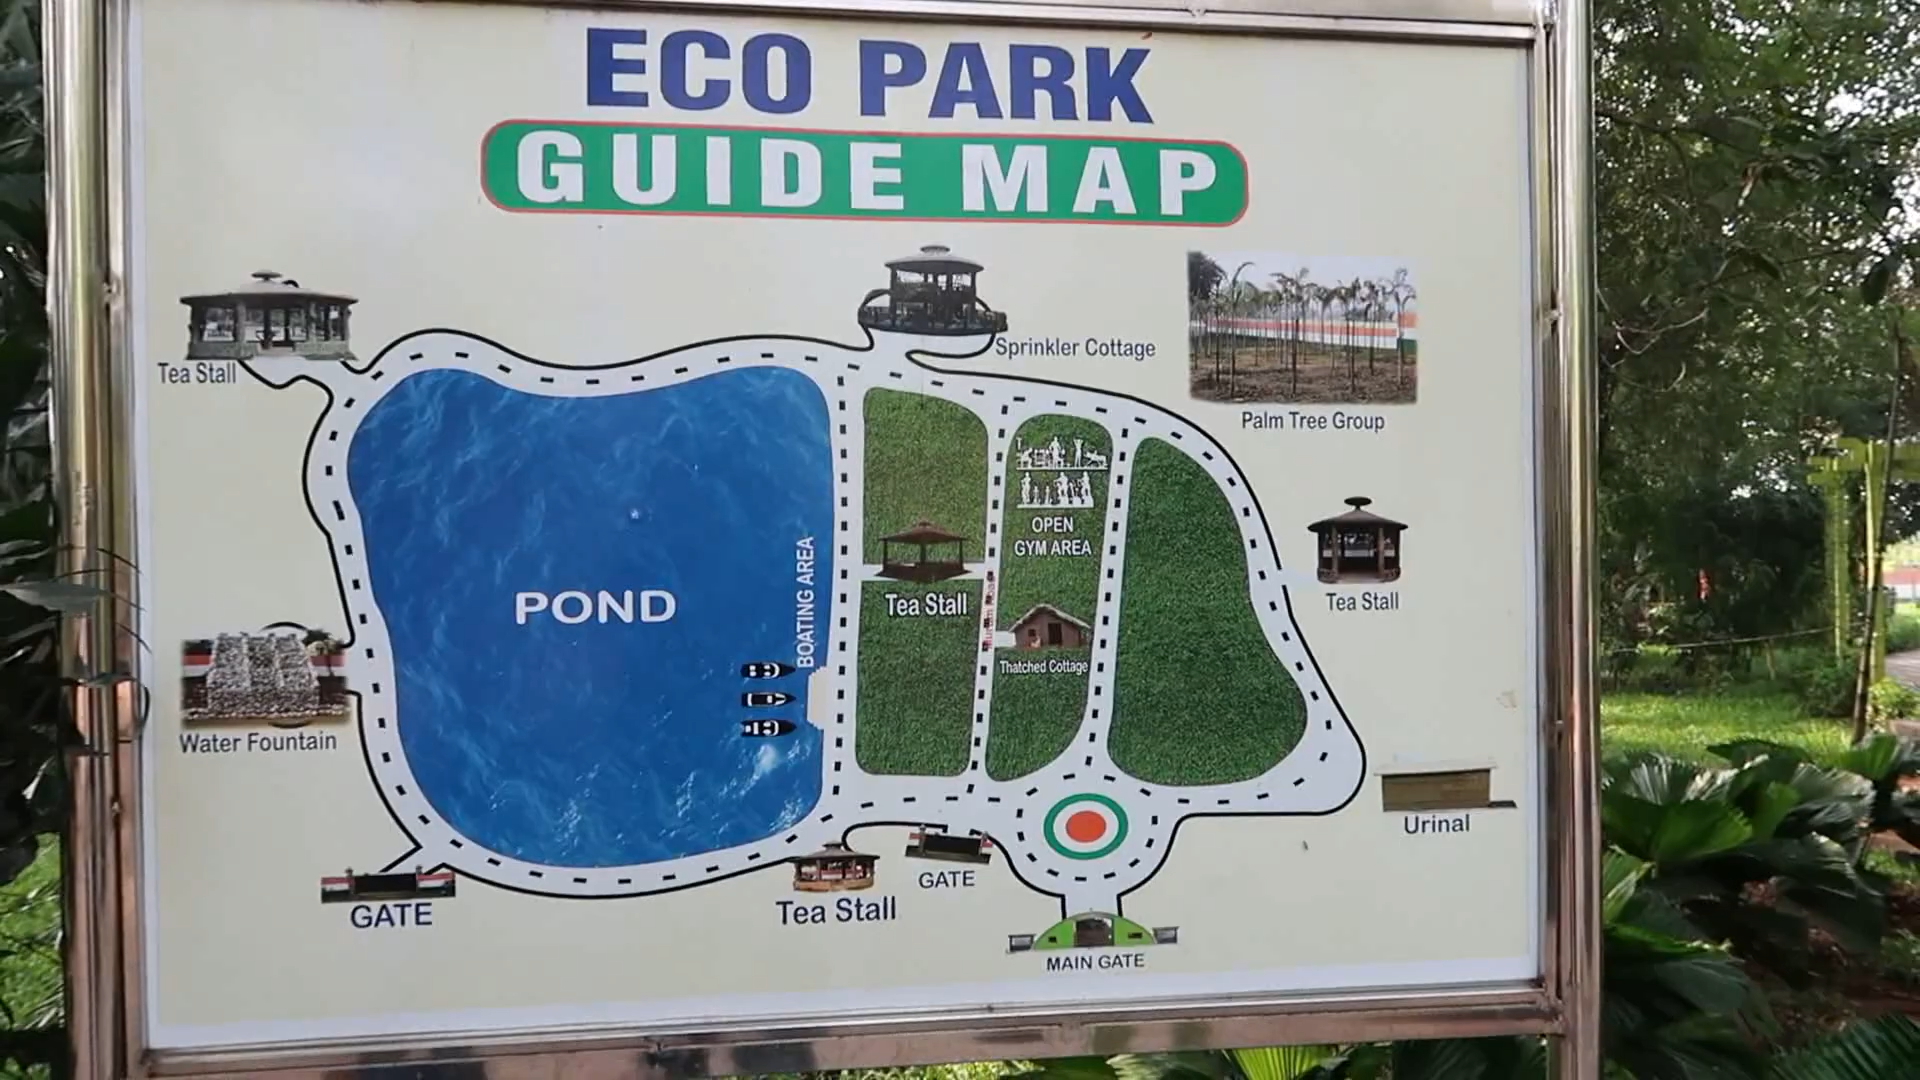 ECO PARK
GUIDE MAP
Tea Stall
Sprinkler Cottage
Palm Tree Group
OPEN
GYM AREA
POND
BOATING AREA
Tea Stall
Thatched Cottage
Tea Stall
Water Fountain
Urinal
GATE
Tea Stall
GATE
MAIN GATE